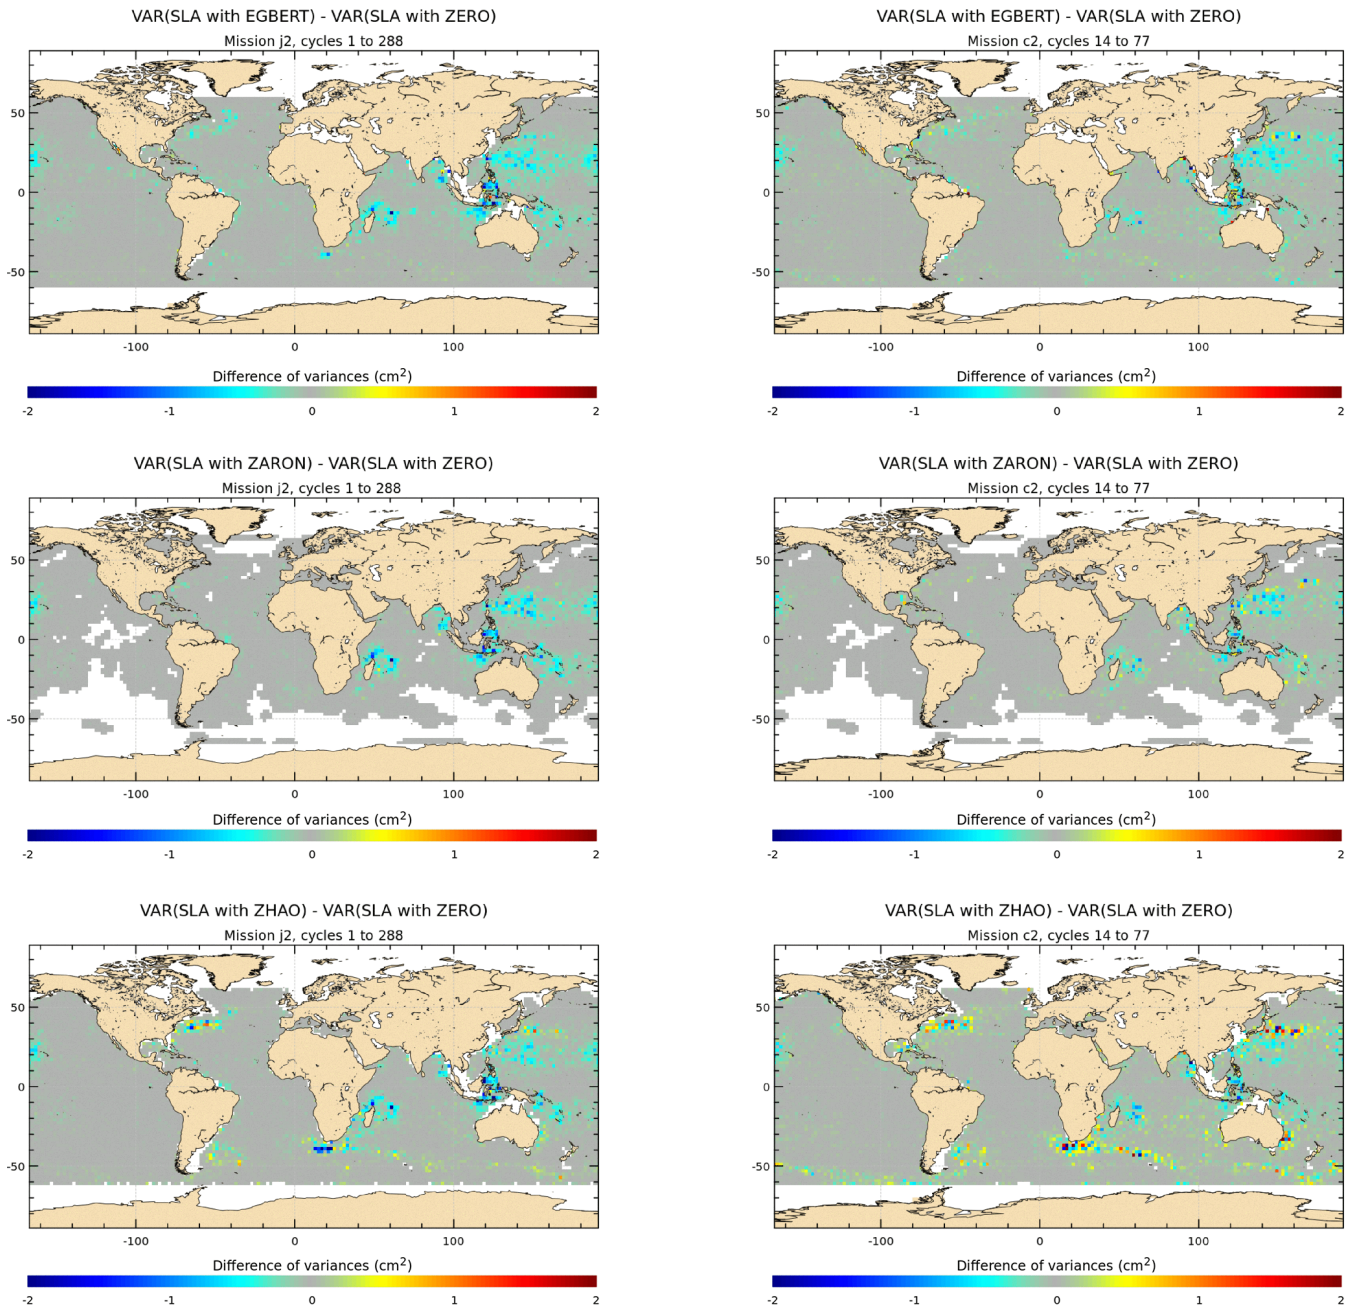 VAR(SLA with EGBERT) - VAR(SLA with ZERO)
Mission j2, cycles 1 to 288
50
0
-50
-100 0 100
Difference of variances (cm²)
-2 -1 0 1 2
VAR(SLA with EGBERT) - VAR(SLA with ZERO)
Mission c2, cycles 14 to 77
50
0
-50
-100 0 100
Difference of variances (cm²)
-2 -1 0 1 2
VAR(SLA with ZARON) - VAR(SLA with ZERO)
Mission j2, cycles 1 to 288
50
0
-50
-100 0 100
Difference of variances (cm²)
-2 -1 0 1 2
VAR(SLA with ZARON) - VAR(SLA with ZERO)
Mission c2, cycles 14 to 77
50
0
-50
-100 0 100
Difference of variances (cm²)
-2 -1 0 1 2
VAR(SLA with ZHAO) - VAR(SLA with ZERO)
Mission j2, cycles 1 to 288
50
0
-50
-100 0 100
Difference of variances (cm²)
-2 -1 0 1 2
VAR(SLA with ZHAO) - VAR(SLA with ZERO)
Mission c2, cycles 14 to 77
50
0
-50
-100 0 100
Difference of variances (cm²)
-2 -1 0 1 2